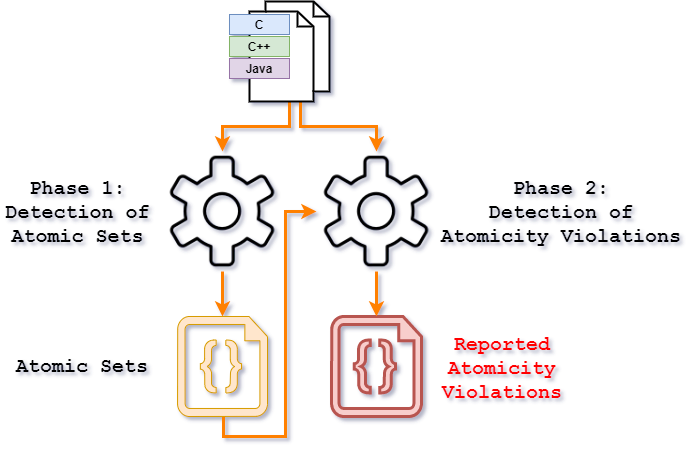 C
C++
Java
Phase 1:
Detection of
Atomic Sets
Phase 2:
Detection of
Atomicity Violations
Atomic Sets
{}
{}
Reported
Atomicity
Violations